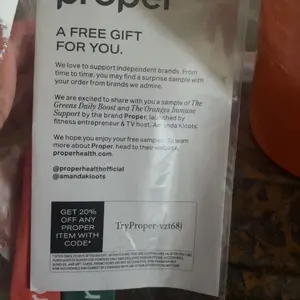 proper
A FREE GIFT
FOR YOU.
We love to support independent brands. From
time to time, you may find a surprise sample with
your order from brands we admire.
We are excited to share with you a sample of The
Greens Daily Boost and The Oranges Immune
Support by the brand Proper, launched by
fitness entrepreneur & TV host, Amanda Kloots.
We hope you enjoy your free samples. To learn
more about Proper, head to their website,
properhealth.com.
@properhealthofficial
@amandakloots
GET 20%
OFF ANY
PROPER
ITEM WITH
CODE*
TryProper-vzt68j